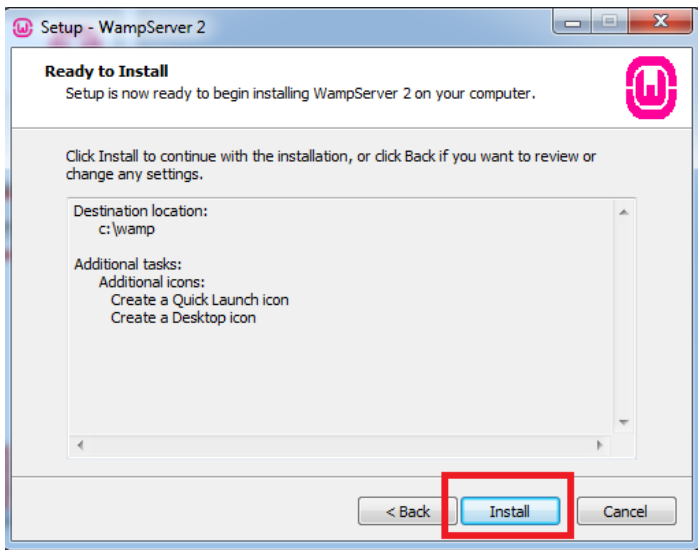 Setup - WampServer 2
Ready to Install
Setup is now ready to begin installing WampServer 2 on your computer.
Click Install to continue with the installation, or click Back if you want to review or
change any settings.
Destination location:
c:\wamp
Additional tasks:
Additional icons:
Create a Quick Launch icon
Create a Desktop icon
< Back
Install
Cancel